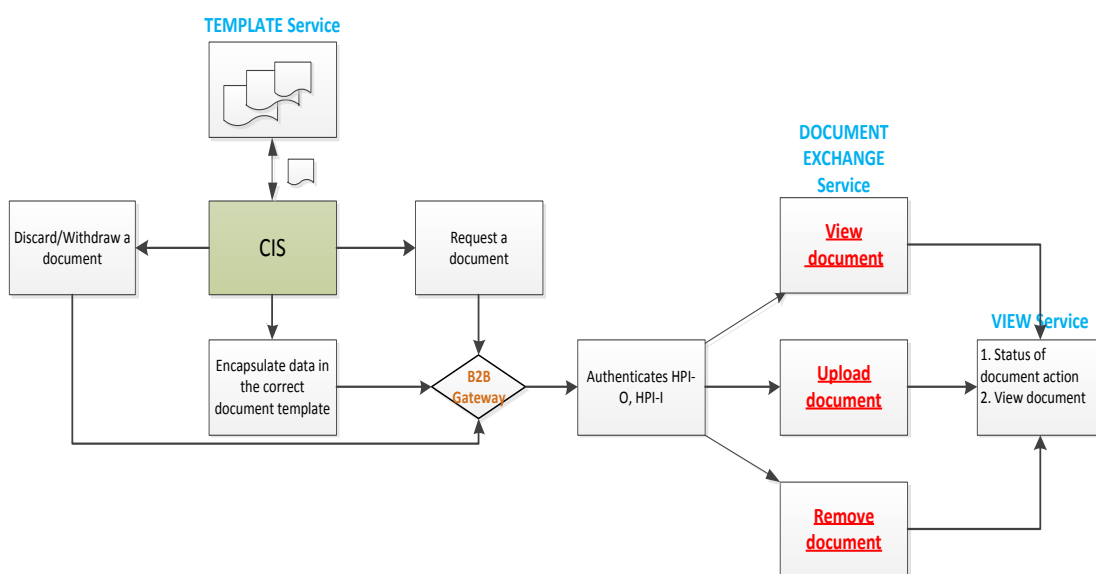 TEMPLATE Service
DOCUMENT
EXCHANGE
Service
Discard/Withdraw a
document
CIS
Request a
document
View
document
VIEW Service
Encapsulate data in
the correct
document template
B2B
Gateway
Authenticates HPI-
O, HPI-I
Upload
document
1. Status of
document action
2. View document
Remove
document